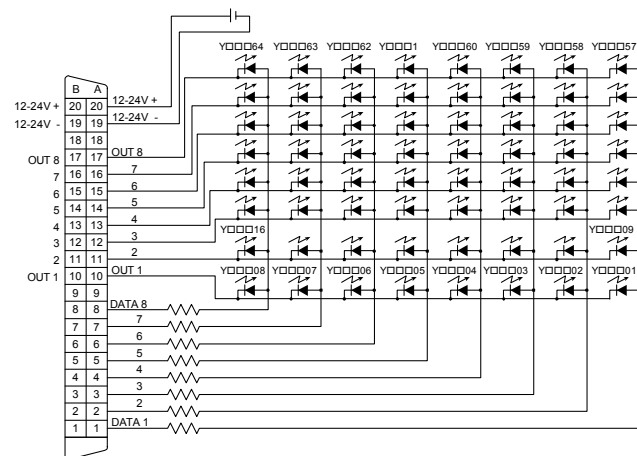 Y□□□64 Y□□□63 Y□□□62 Y□□□1 Y□□□60 Y□□□59 Y□□□58 Y□□□57
B A
12-24V + 20 20 12-24V +
12-24V - 19 19 12-24V -
18 18
OUT 8 17 17 OUT 8
7 16 16 7
6 15 15 6
5 14 14 5
4 13 13 4
3 12 12 3
Y□□□16 Y□□□09
2 11 11 2
OUT 1 10 10 OUT 1
Y□□□08 Y□□□07 Y□□□06 Y□□□05 Y□□□04 Y□□□03 Y□□□02 Y□□□01
9 9
8 8 DATA 8
7 7 7
6 6 6
5 5 5
4 4 4
3 3 3
2 2 2
1 1 DATA 1